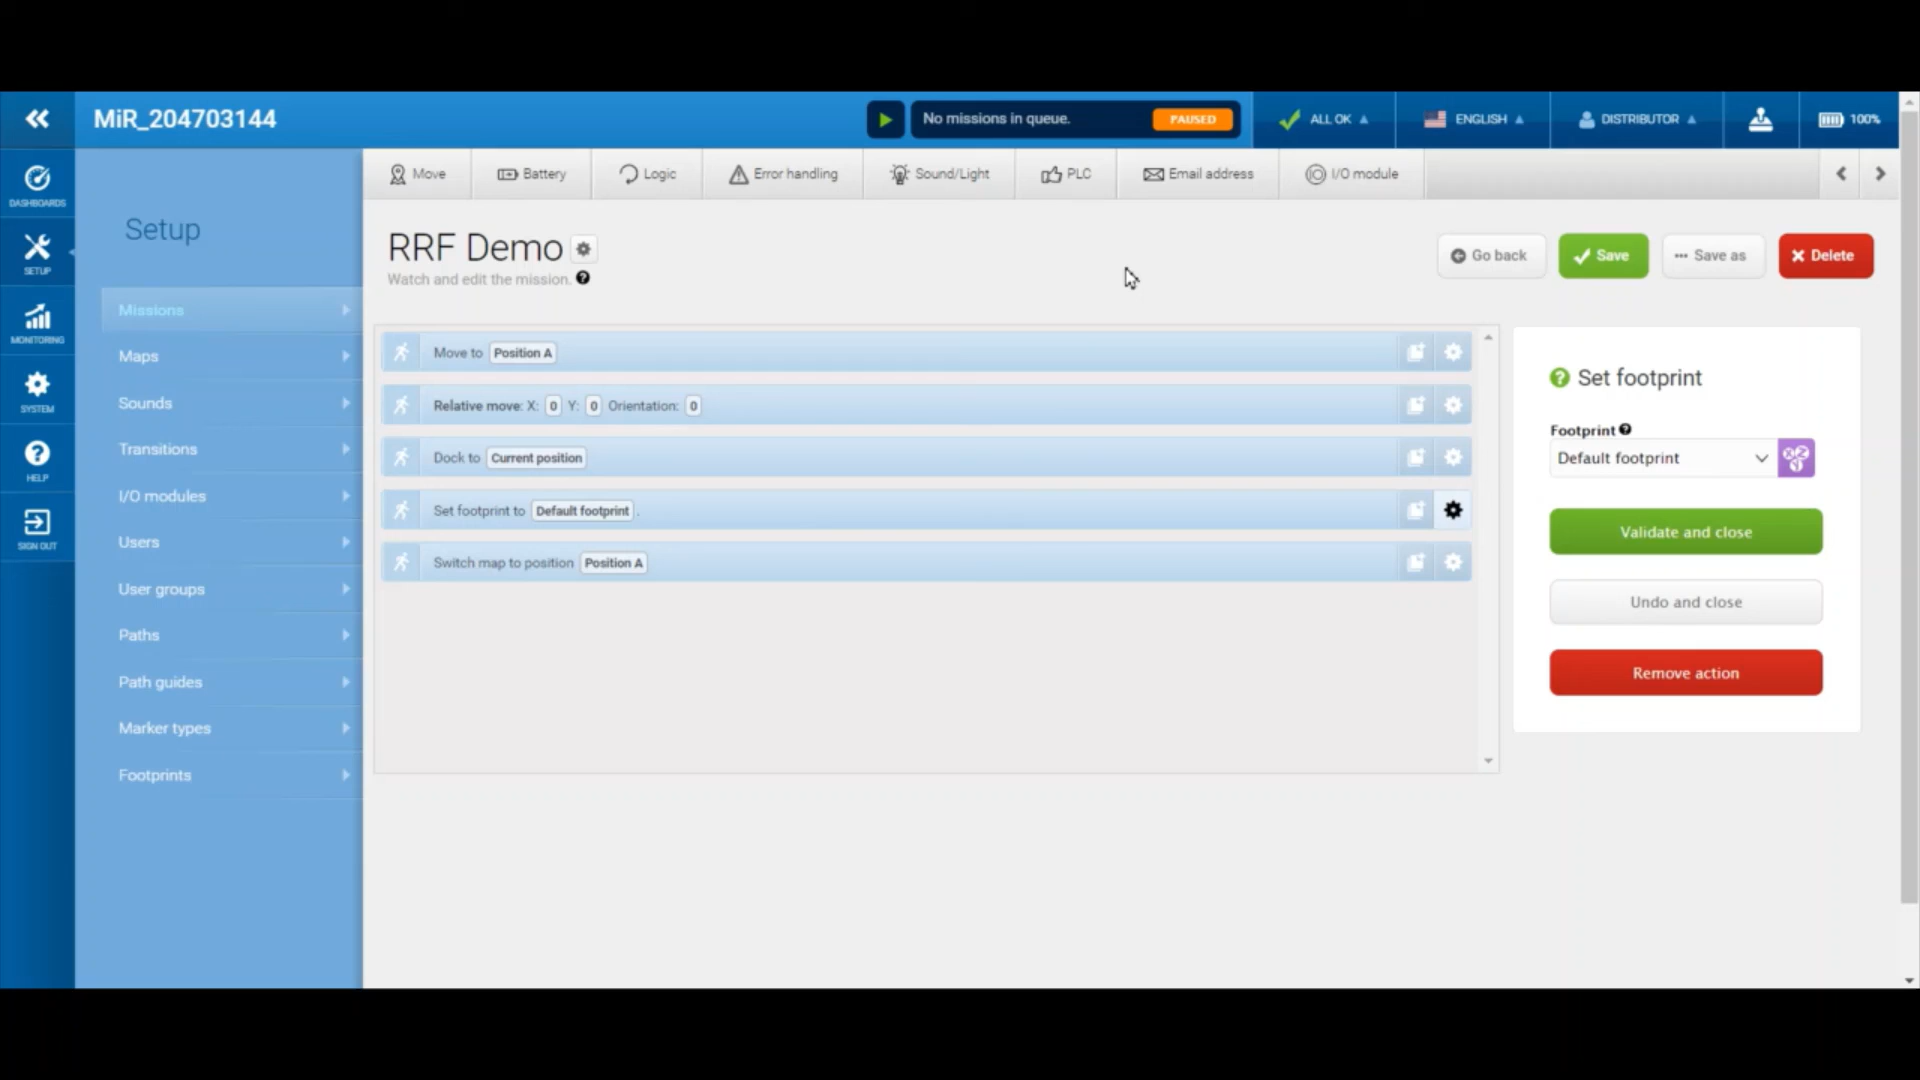 MiR_204703144
No missions in queue. PAUSED
ALL OK
ENGLISH
DISTRIBUTOR
100%
DASHBOARDS
SETUP
MONITORING
SYSTEM
HELP
SIGN OUT
Setup
Missions
Maps
Sounds
Transitions
I/O modules
Users
User groups
Paths
Path guides
Marker types
Footprints
Move
Battery
Logic
Error handling
Sound/Light
PLC
Email address
I/O module
RRF Demo
Watch and edit the mission. ?
Go back
Save
Save as
Delete
Move to Position A
Relative move: X: 0 Y: 0 Orientation: 0
Dock to Current position
Set footprint to Default footprint .
Switch map to position Position A
? Set footprint
Footprint ?
Default footprint
XZY
Validate and close
Undo and close
Remove action